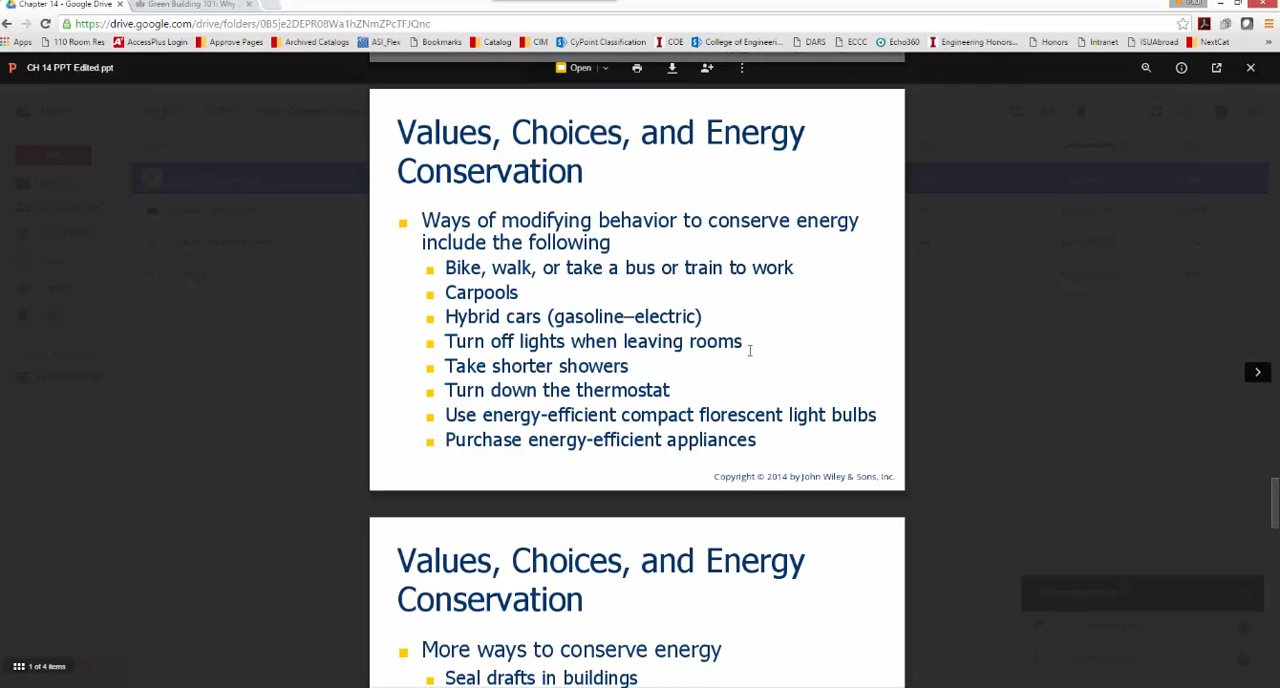 Chapter 14 - Google Drive
Green Building 101: Why
https://drive.google.com/drive/folders/0B5je2DEPR08Wa1hZNmZPcTFJQnc
Apps 110 Room Res AccessPlus Login Approve Pages Archived Catalogs ASI_Flex Bookmarks Catalog CIM CyPoint Classification COE College of Engineeri... DARS ECCC Echo360 Engineering Honors... Honors Intranet ISUAbroad NextCat »
CH 14 PPT Edited.ppt
Open
Values, Choices, and Energy
Conservation
Ways of modifying behavior to conserve energy
include the following
Bike, walk, or take a bus or train to work
Carpools
Hybrid cars (gasoline–electric)
Turn off lights when leaving rooms
Take shorter showers
Turn down the thermostat
Use energy-efficient compact florescent light bulbs
Purchase energy-efficient appliances
Copyright © 2014 by John Wiley & Sons, Inc.
Values, Choices, and Energy
Conservation
More ways to conserve energy
Seal drafts in buildings
1 of 4 items